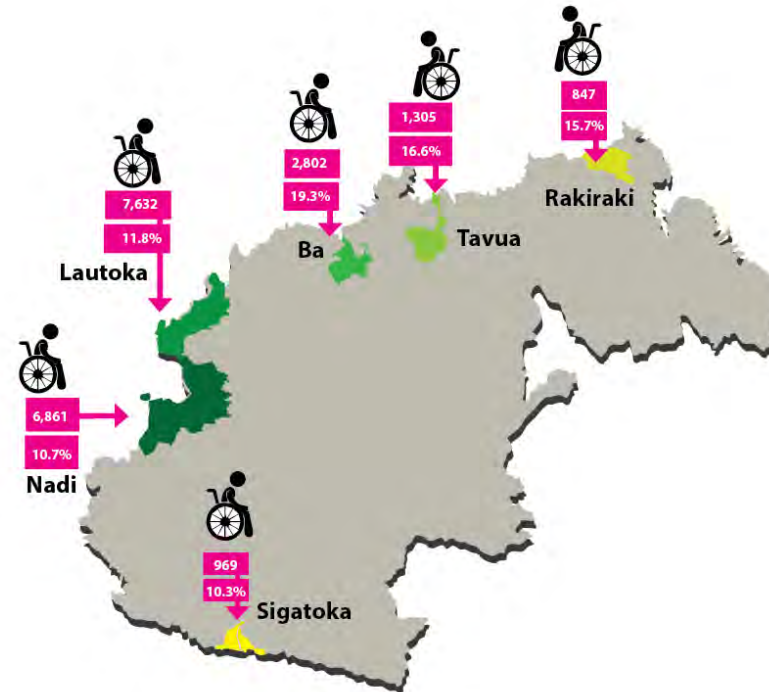 847
15.7%
Rakiraki
1,305
16.6%
Tavua
2,802
19.3%
Ba
7,632
11.8%
Lautoka
6,861
10.7%
Nadi
969
10.3%
Sigatoka